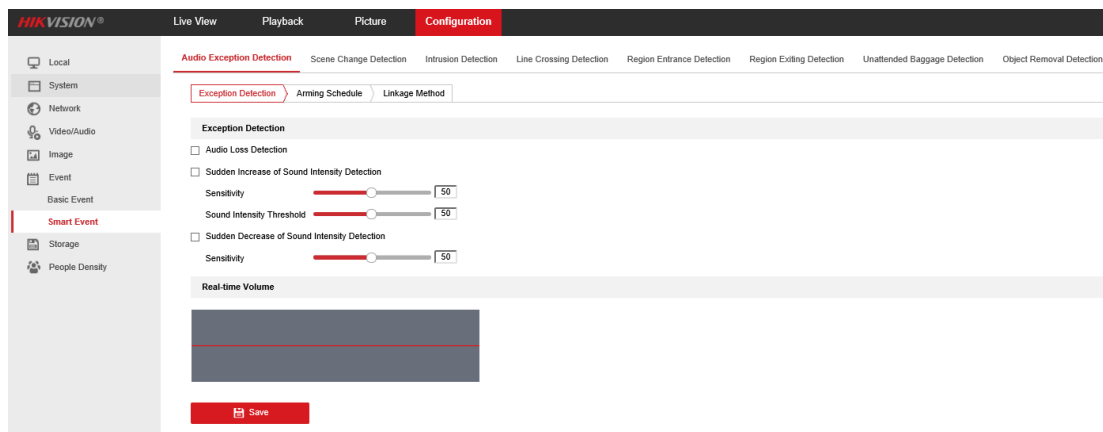 HIKVISION® Live View Playback Picture Configuration
Local
System
Network
Video/Audio
Image
Event
Basic Event
Smart Event
Storage
People Density
Audio Exception Detection Scene Change Detection Intrusion Detection Line Crossing Detection Region Entrance Detection Region Exiting Detection Unattended Baggage Detection Object Removal Detection
Exception Detection Arming Schedule Linkage Method
Exception Detection
Audio Loss Detection
Sudden Increase of Sound Intensity Detection
Sensitivity 50
Sound Intensity Threshold 50
Sudden Decrease of Sound Intensity Detection
Sensitivity 50
Real-time Volume
Save